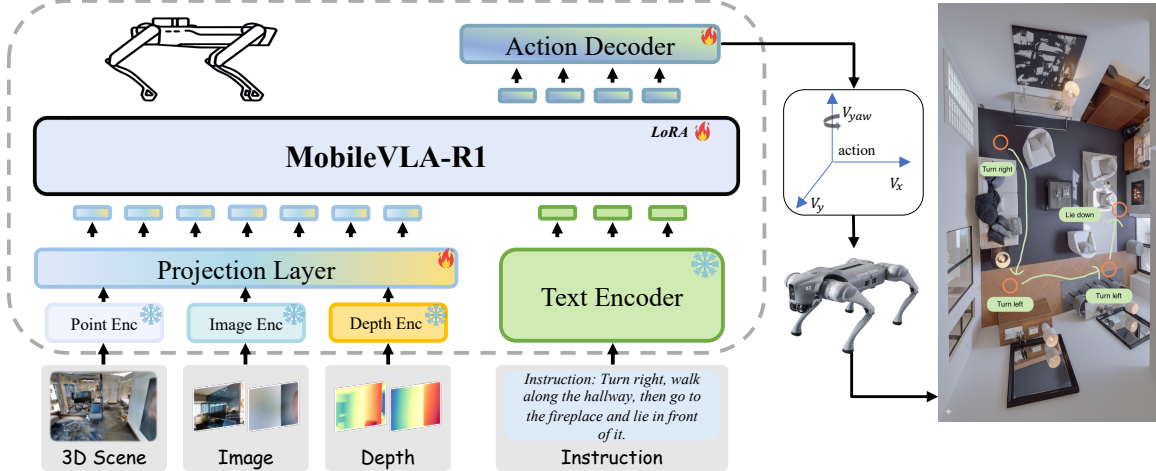 Action Decoder
LoRA
MobileVLA-R1
Projection Layer
Point Enc
Image Enc
Depth Enc
Text Encoder
3D Scene
Image
Depth
Instruction: Turn right, walk
along the hallway, then go to
the fireplace and lie in front
of it.
Instruction
V_yaw
action
V_x
V_y
Turn right
Lie down
Turn left
Turn left